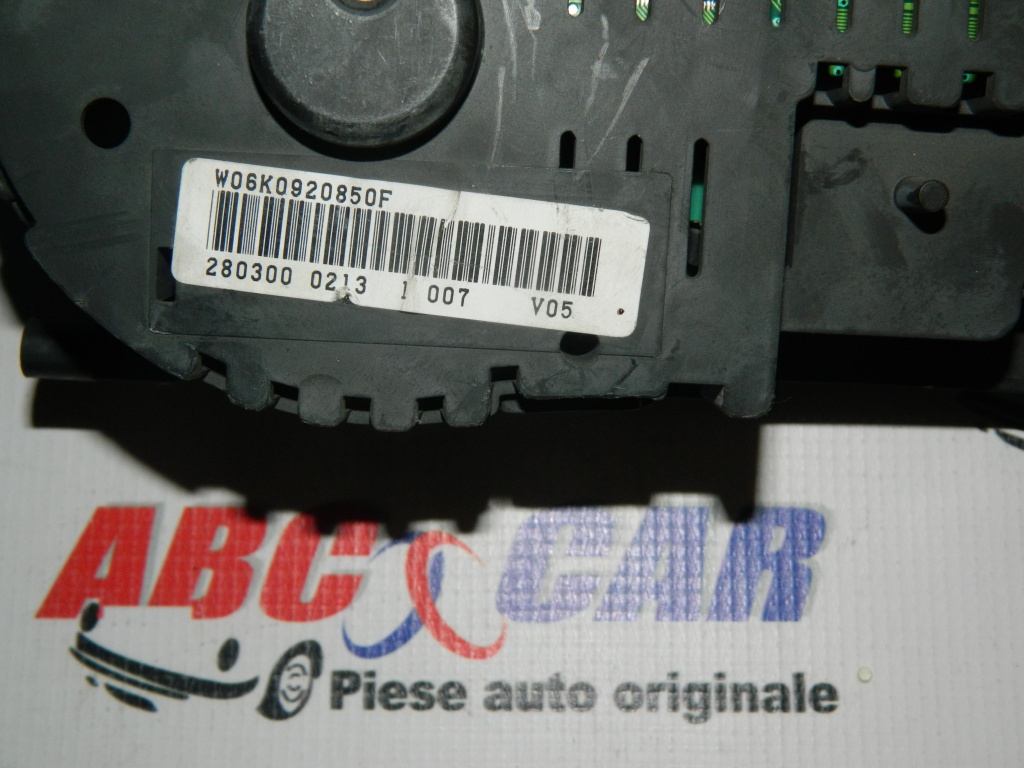 W06K0920850F
280300 0213 1 007 V05
ABC CAR
Piese auto originale